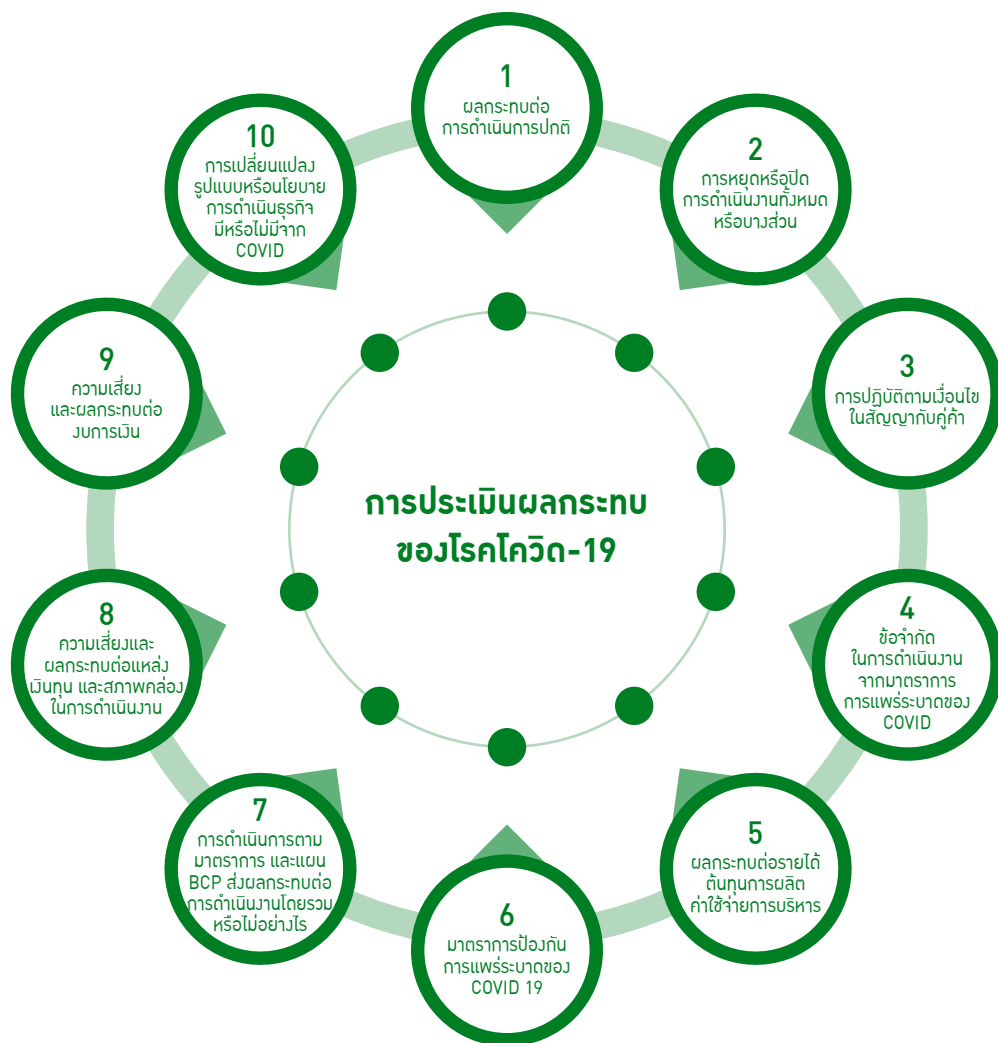 1
ผลกระทบต่อ
การดำเนินการปกติ
2
การหยุดหรือปิด
การดำเนินงานทั้งหมด
หรือบางส่วน
3
การปฏิบัติตามเงื่อนไข
ในสัญญากับคู่ค้า
4
ข้อจำกัด
ในการดำเนินงาน
จากมาตราการ
การแพร่ระบาดของ
COVID
5
ผลกระทบต่อรายได้
ต้นทุนการผลิต
ค่าใช้จ่ายการบริหาร
6
มาตราการป้องกัน
การแพร่ระบาดของ
COVID 19
7
การดำเนินการตาม
มาตราการ และแผน
BCP ส่งผลกระทบต่อ
การดำเนินงานโดยรวม
หรือไม่อย่างไร
8
ความเสี่ยงและ
ผลกระทบต่อแหล่ง
เงินทุน และสภาพคล่อง
ในการดำเนินงาน
9
ความเสี่ยง
และผลกระทบต่อ
งบการเงิน
10
การเปลี่ยนแปลง
รูปแบบหรือนโยบาย
การดำเนินธุรกิจ
มีหรือไม่มีจาก
COVID
การประเมินผลกระทบ
ของโรคโควิด-19